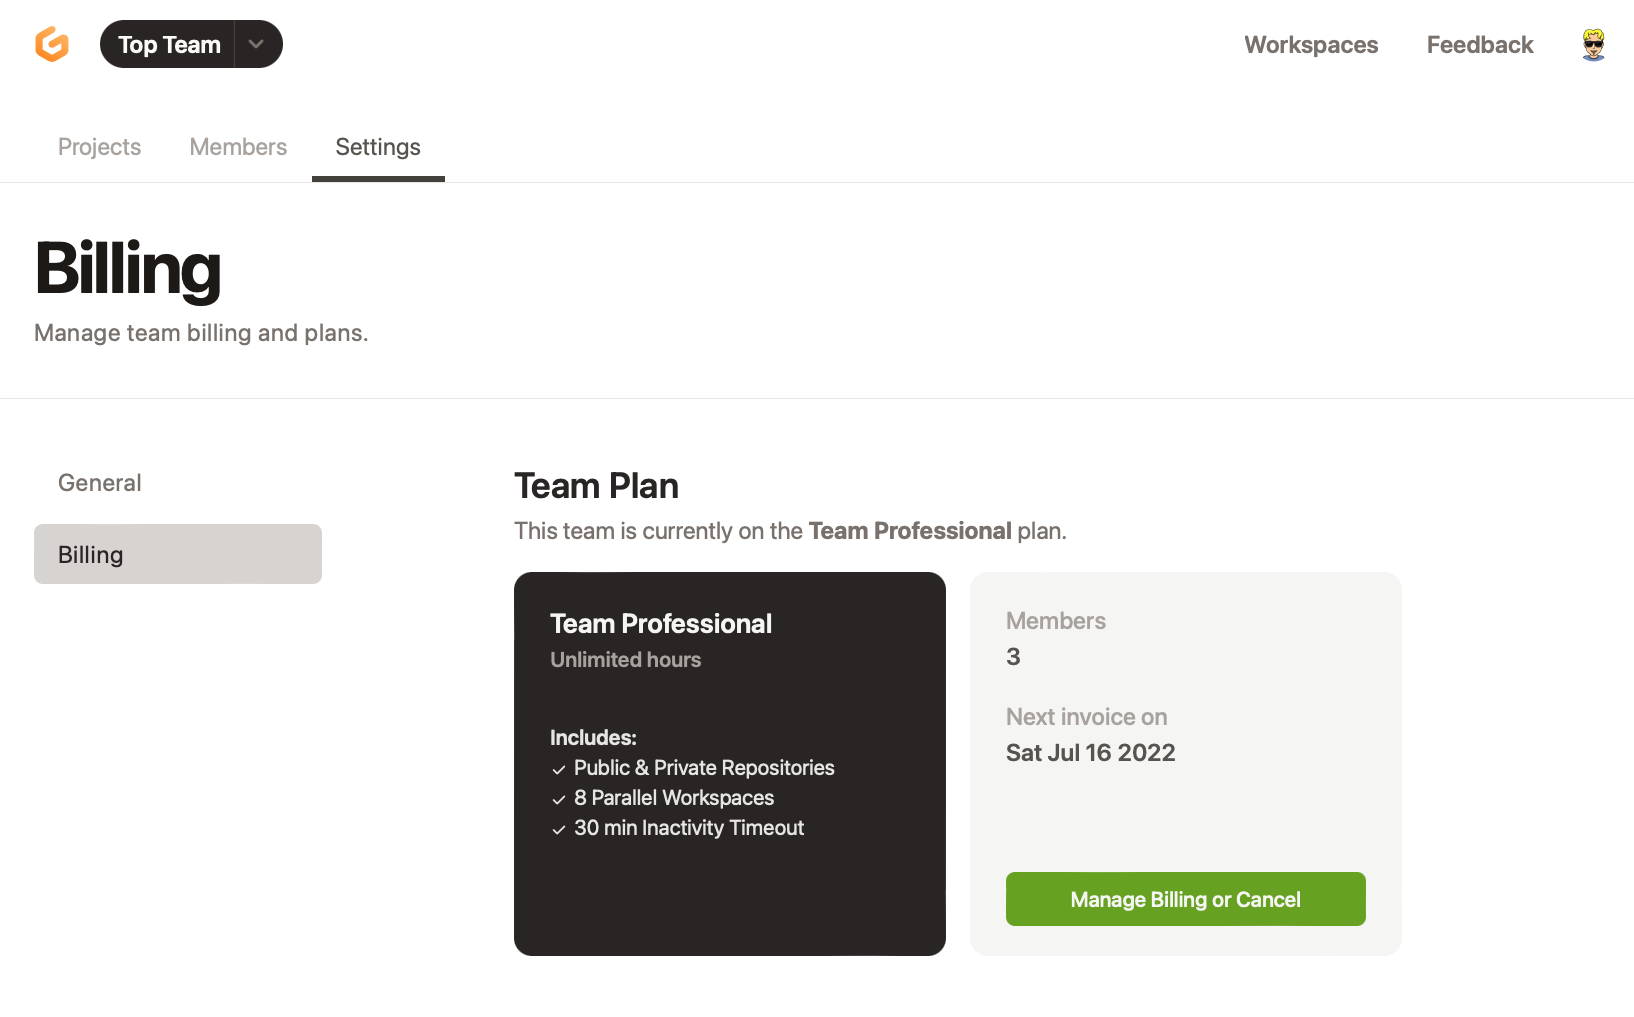 Top Team
Workspaces
Feedback
Projects
Members
Settings
Billing
Manage team billing and plans.
General
Billing
Team Plan
This team is currently on the Team Professional plan.
Team Professional
Unlimited hours
Includes:
Public & Private Repositories
8 Parallel Workspaces
30 min Inactivity Timeout
Members
3
Next invoice on
Sat Jul 16 2022
Manage Billing or Cancel